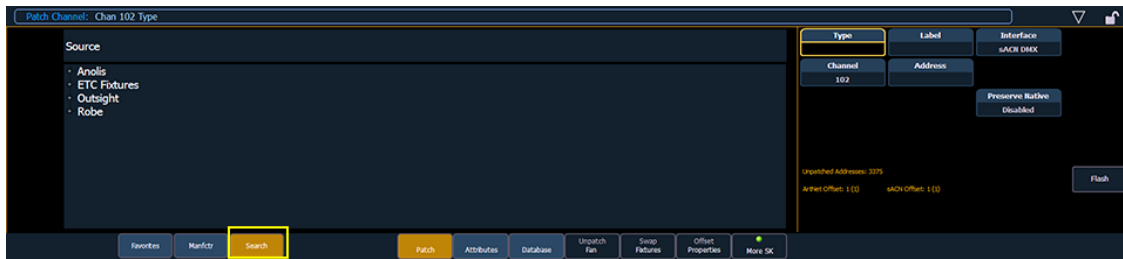 Patch Channel: Chan 102 Type
Source
· Anolis
· ETC Fixtures
· Outsight
· Robe
Type Label Interface
sACN DMX
Channel Address
102
Preserve Native
Disabled
Unpatched Addresses: 3375
ArtNet Offset: 1 (1) sACN Offset: 1 (1)
Flash
Favorites Manfctr Search Patch Attributes Database Unpatch Fan Swap Fixtures Offset Properties More SK